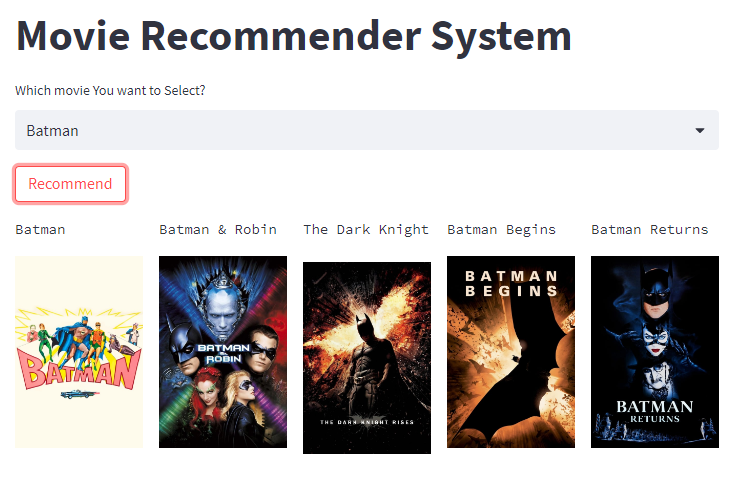 Movie Recommender System
Which movie You want to Select?
Batman
Recommend
Batman
Batman & Robin
The Dark Knight
Batman Begins
Batman Returns
BATMAN
BATMAN
& ROBIN
THE DARK KNIGHT RISES
BATMAN
BEGINS
BATMAN
RETURNS